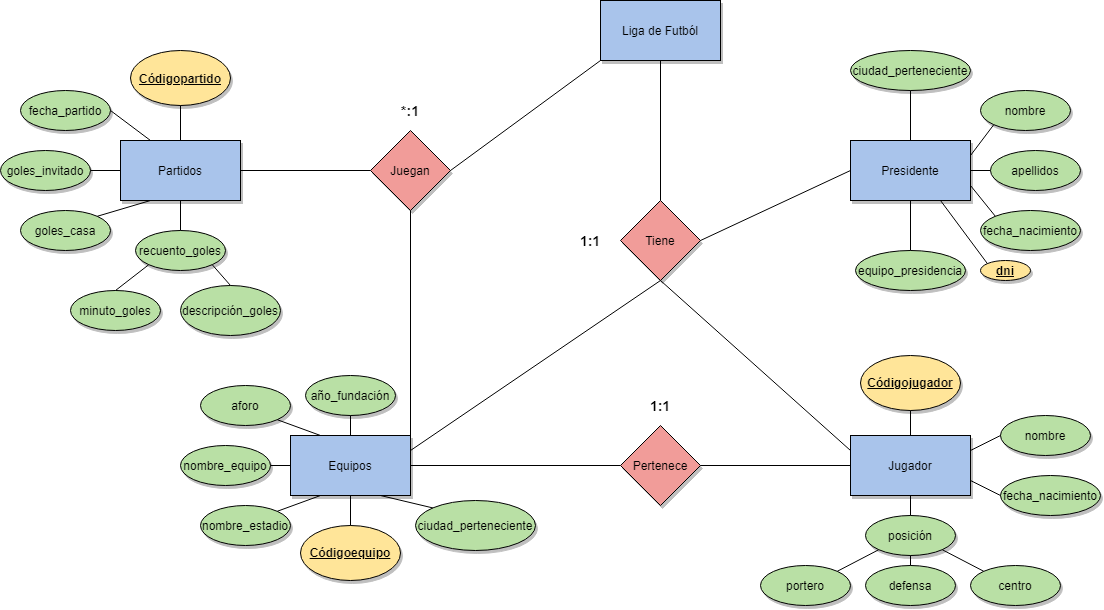 Liga de Futból
Códigopartido
fecha_partido
goles_invitado
goles_casa
Partidos
recuento_goles
minuto_goles
descripción_goles
*:1
Juegan
1:1
Tiene
ciudad_perteneciente
nombre
apellidos
fecha_nacimiento
dni
Presidente
equipo_presidencia
año_fundación
aforo
nombre_equipo
nombre_estadio
Equipos
Códigoequipo
ciudad_perteneciente
1:1
Pertenece
Códigojugador
nombre
Jugador
fecha_nacimiento
posición
portero
defensa
centro